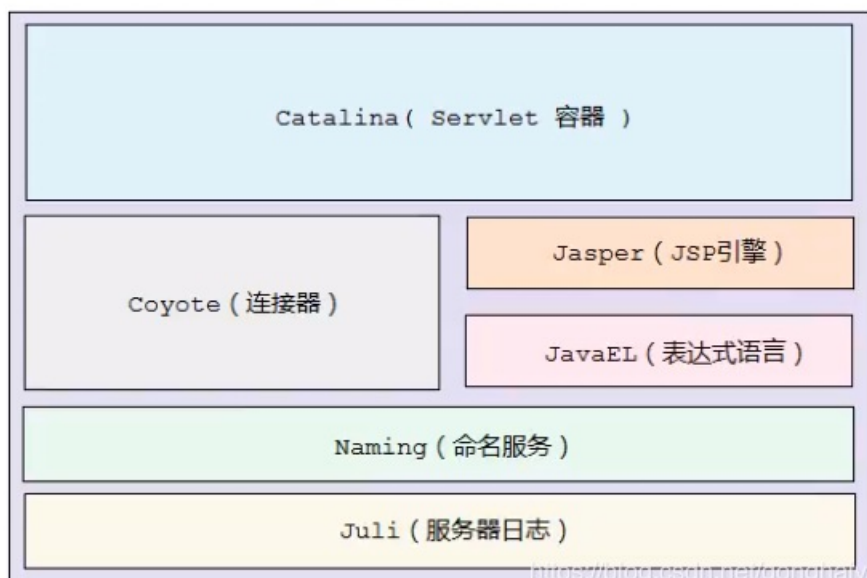 Catalina( Servlet 容器 )
Coyote（连接器）
Jasper（JSP引擎）
JavaEL（表达式语言）
Naming（命名服务）
Juli（服务器日志）